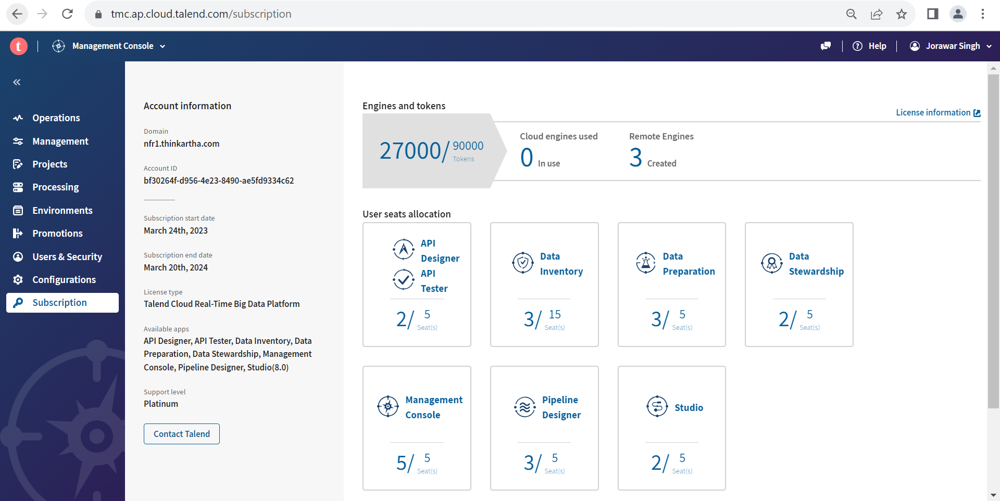 tmc.ap.cloud.talend.com/subscription
t
Management Console
Help
Jorawar Singh
Operations
Management
Projects
Processing
Environments
Promotions
Users & Security
Configurations
Subscription
Account information
Domain
nfr1.thinkartha.com
Account ID
bf30264f-d956-4e23-8490-ae5fd9334c62
Subscription start date
March 24th, 2023
Subscription end date
March 20th, 2024
License type
Talend Cloud Real-Time Big Data Platform
Available apps
API Designer, API Tester, Data Inventory, Data
Preparation, Data Stewardship, Management
Console, Pipeline Designer, Studio(8.0)
Support level
Platinum
Contact Talend
Engines and tokens
License information
27000/ 90000
Tokens
Cloud engines used
0 In use
Remote Engines
3 Created
User seats allocation
API
Designer
API
Tester
2/ 5
Seat(s)
Data
Inventory
3/ 15
Seat(s)
Data
Preparation
3/ 5
Seat(s)
Data
Stewardship
2/ 5
Seat(s)
Management
Console
5/ 5
Seat(s)
Pipeline
Designer
3/ 5
Seat(s)
Studio
2/ 5
Seat(s)